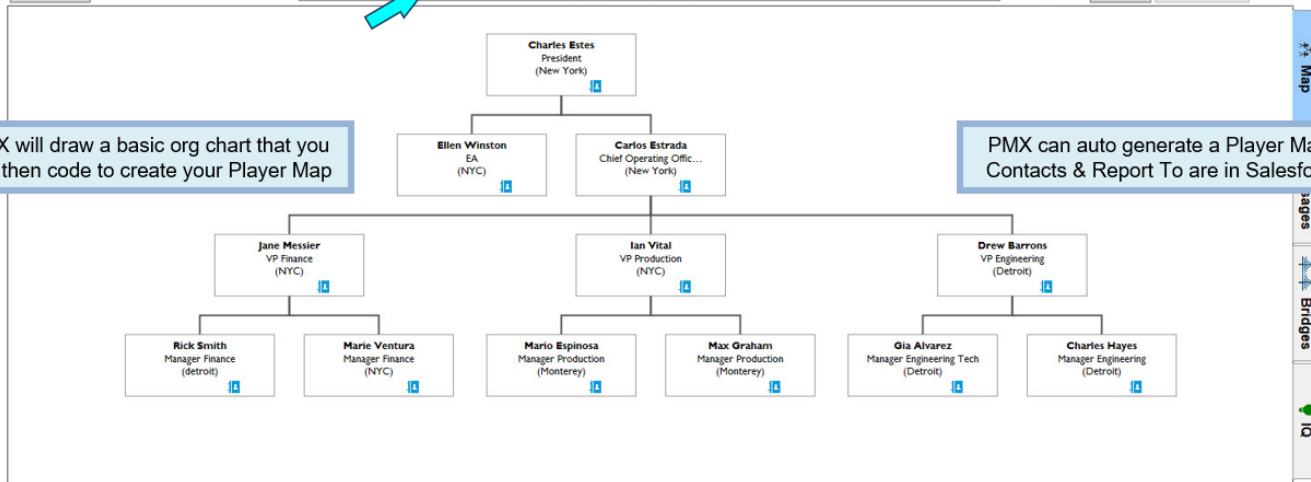 Charles Estes
President
(New York)
X will draw a basic org chart that you
then code to create your Player Map
Ellen Winston
EA
(NYC)
Carlos Estrada
Chief Operating Offic...
(New York)
PMX can auto generate a Player Ma
Contacts & Report To are in Salesfo
Jane Messier
VP Finance
(NYC)
Ian Vital
VP Production
(NYC)
Drew Barrons
VP Engineering
(Detroit)
Rick Smith
Manager Finance
(detroit)
Marie Ventura
Manager Finance
(NYC)
Mario Espinosa
Manager Production
(Monterey)
Max Graham
Manager Production
(Monterey)
Gia Alvarez
Manager Engineering Tech
(Detroit)
Charles Hayes
Manager Engineering
(Detroit)
Map
sages
Bridges
IQ